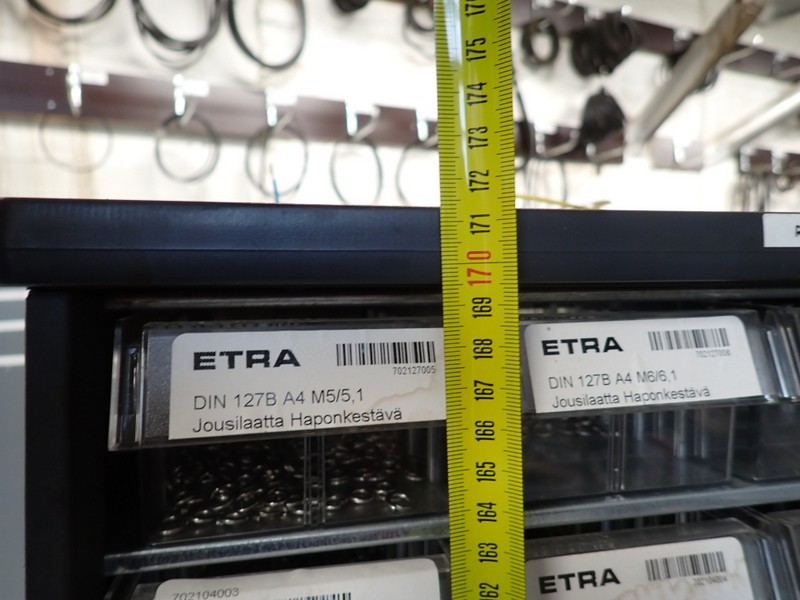 175
174
173
172
171
170
169
168
167
166
165
164
163
162
ETRA
702127005
DIN 127B A4 M5/5,1
Jousilaatta Haponkestävä
ETRA
702127006
DIN 127B A4 M6/6,1
Jousilaatta Haponkestävä
702104003
ETRA